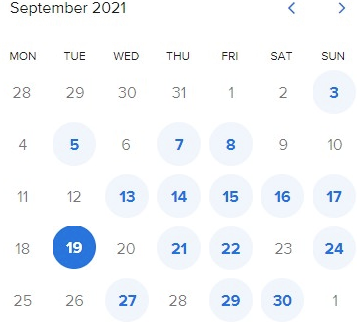 September 2021
MON TUE WED THU FRI SAT SUN
28 29 30 31 1 2 3
4 5 6 7 8 9 10
11 12 13 14 15 16 17
18 19 20 21 22 23 24
25 26 27 28 29 30 1